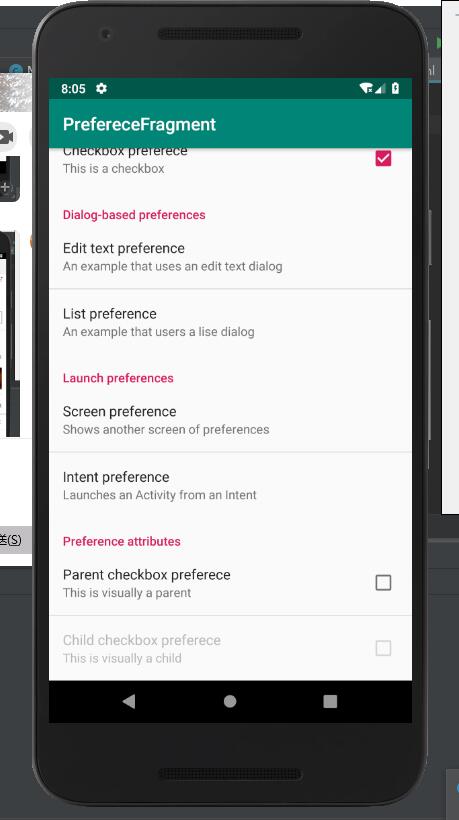 8:05
PrefereceFragment
Checkbox preferece
This is a checkbox
Dialog-based preferences
Edit text preference
An example that uses an edit text dialog
List preference
An example that users a lise dialog
Launch preferences
Screen preference
Shows another screen of preferences
Intent preference
Launches an Activity from an Intent
Preference attributes
Parent checkbox preferece
This is visually a parent
Child checkbox preferece
This is visually a child
送(S)